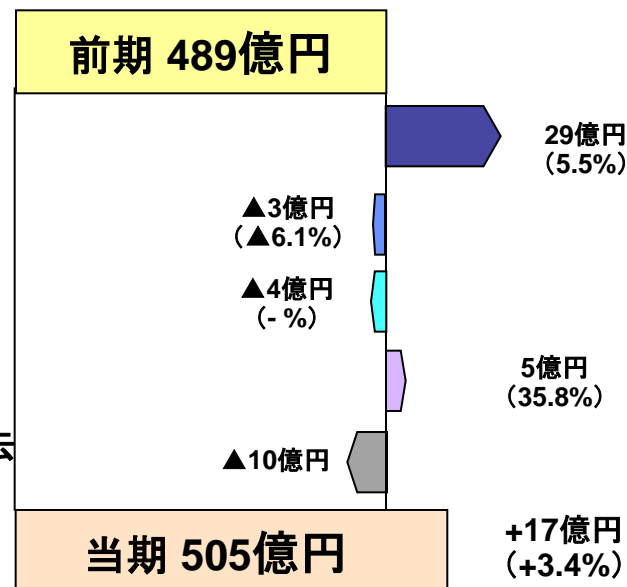 前期 489億円
29億円
（5.5%）
▲3億円
（▲6.1%）
▲4億円
（- %）
5億円
（35.8%）
▲10億円
当期 505億円
+17億円
（+3.4%）